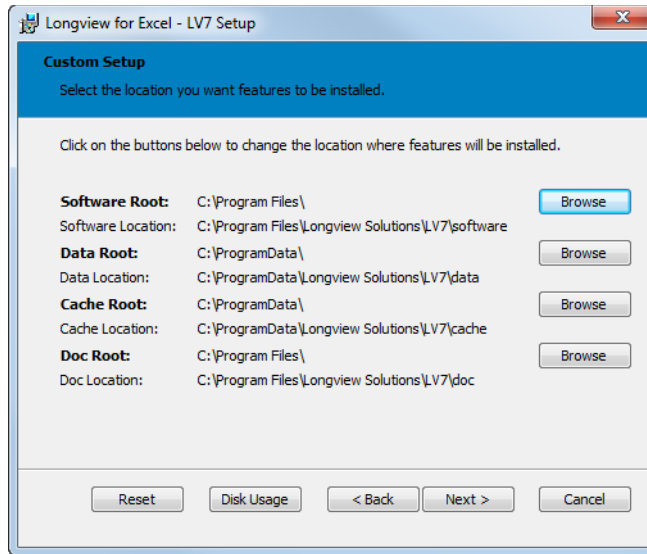 Longview for Excel - LV7 Setup
Custom Setup
Select the location you want features to be installed.
Click on the buttons below to change the location where features will be installed.
Software Root: C:\Program Files\ Browse
Software Location: C:\Program Files\Longview Solutions\LV7\software
Data Root: C:\ProgramData\ Browse
Data Location: C:\ProgramData\Longview Solutions\LV7\data
Cache Root: C:\ProgramData\ Browse
Cache Location: C:\ProgramData\Longview Solutions\LV7\cache
Doc Root: C:\Program Files\ Browse
Doc Location: C:\Program Files\Longview Solutions\LV7\doc
Reset Disk Usage < Back Next > Cancel